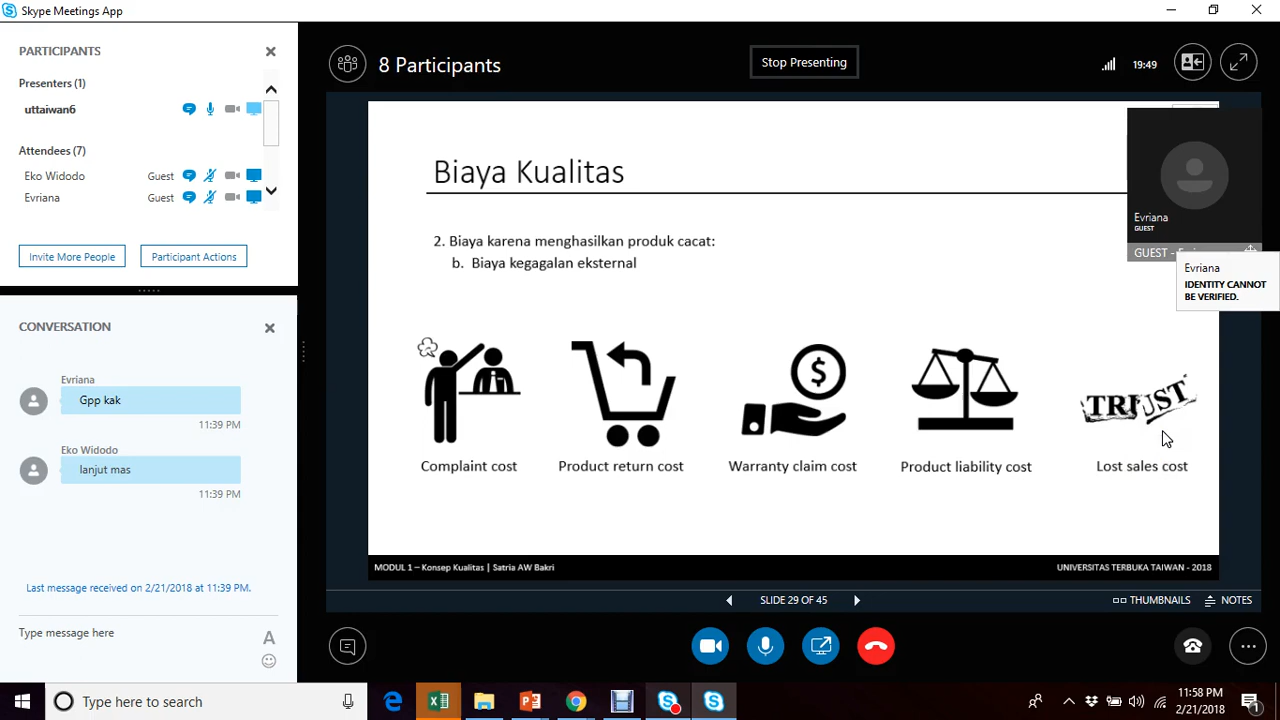 Skype Meetings App
PARTICIPANTS
Presenters (1)
uttaiwan6
Attendees (7)
Eko Widodo Guest
Evriana Guest
Invite More People Participant Actions
CONVERSATION
Evriana
Gpp kak
11:39 PM
Eko Widodo
lanjut mas
11:39 PM
Last message received on 2/21/2018 at 11:39 PM.
Type message here
A
8 Participants
Stop Presenting
19:49
Biaya Kualitas
2. Biaya karena menghasilkan produk cacat:
b. Biaya kegagalan eksternal
Evriana
GUEST
GUEST -
Evriana
IDENTITY CANNOT
BE VERIFIED.
$
TRUST
Complaint cost Product return cost Warranty claim cost Product liability cost Lost sales cost
MODUL 1 – Konsep Kualitas | Satria AW Bakri UNIVERSITAS TERBUKA TAIWAN - 2018
SLIDE 29 OF 45
THUMBNAILS NOTES
Type here to search
11:58 PM
2/21/2018
1